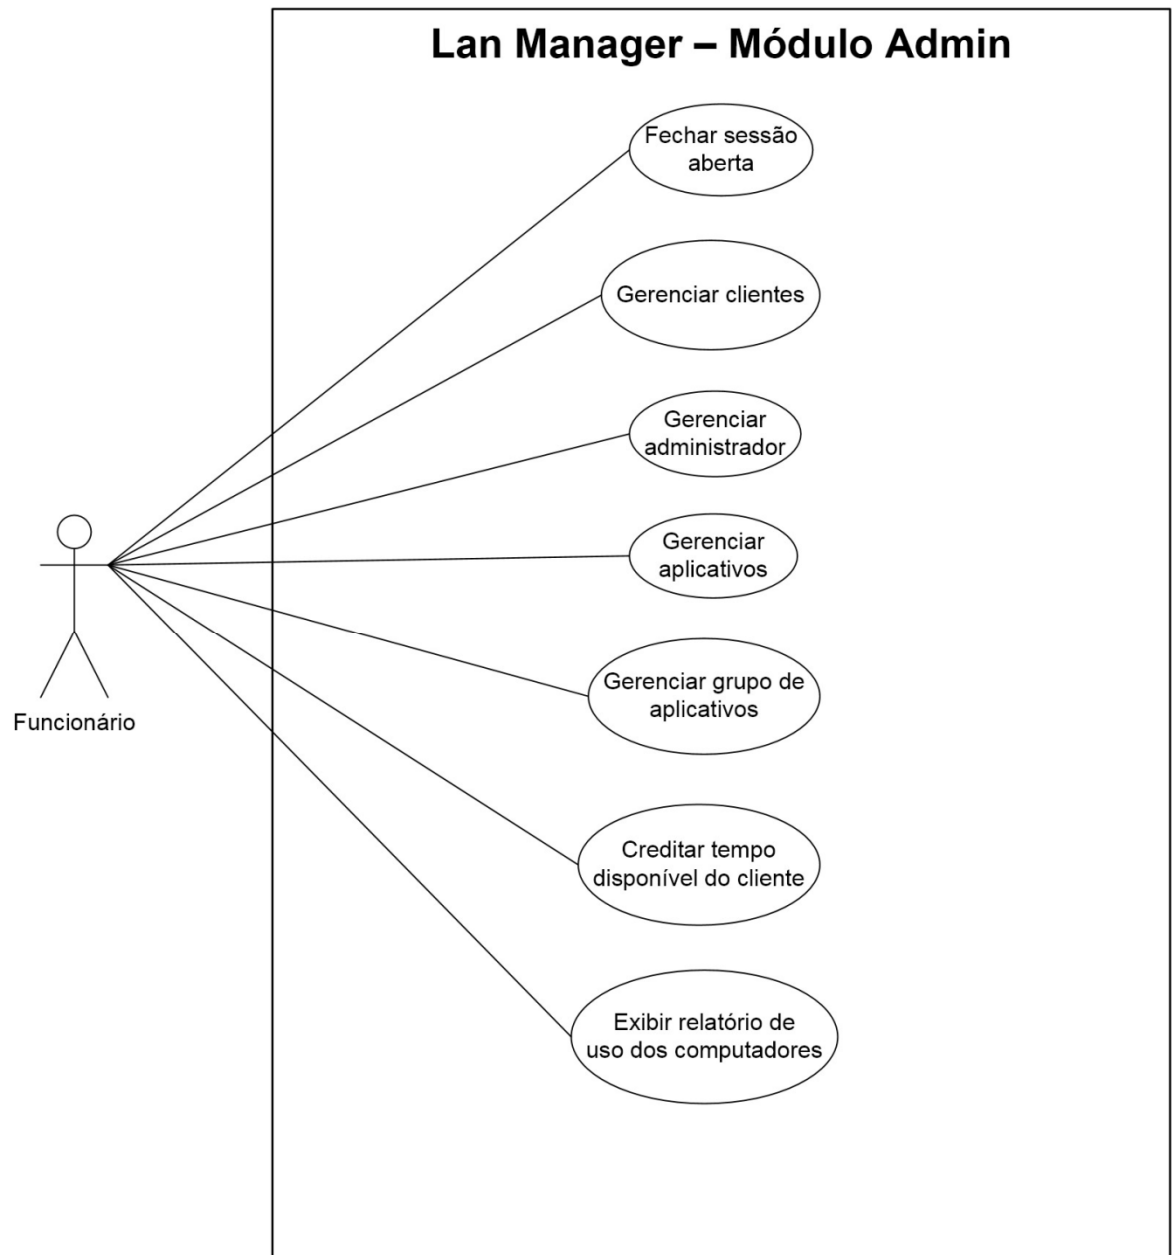 Lan Manager – Módulo Admin
Fechar sessão
aberta
Gerenciar clientes
Gerenciar
administrador
Gerenciar
aplicativos
Gerenciar grupo de
aplicativos
Funcionário
Creditar tempo
disponível do cliente
Exibir relatório de
uso dos computadores